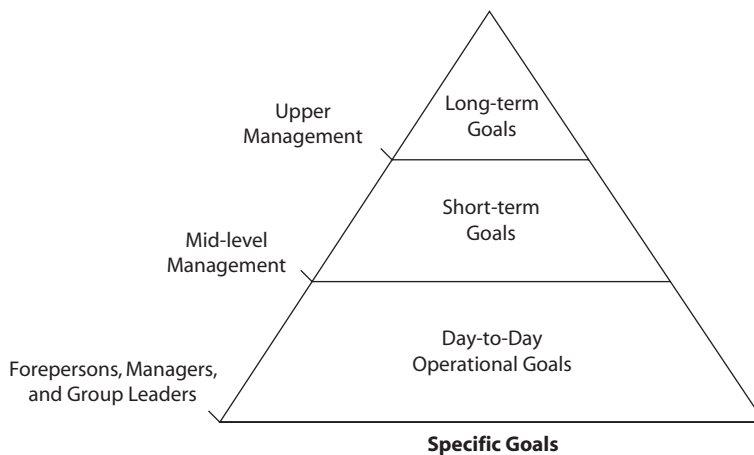 Upper
Management
Long-term
Goals
Mid-level
Management
Short-term
Goals
Forepersons, Managers,
and Group Leaders
Day-to-Day
Operational Goals
Specific Goals